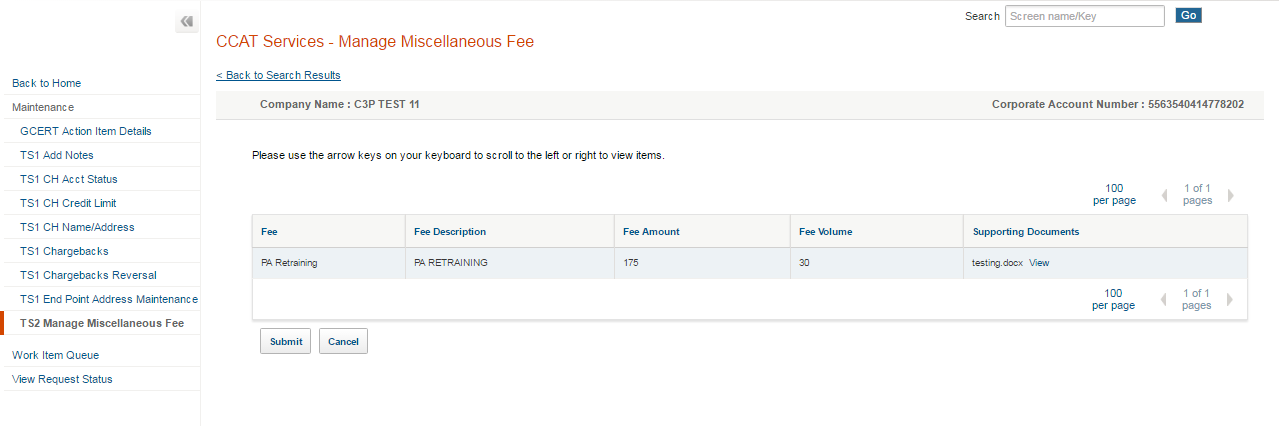 Search Screen name/Key Go
CCAT Services - Manage Miscellaneous Fee
< Back to Search Results
Back to Home
Maintenance
GCERT Action Item Details
TS1 Add Notes
TS1 CH Acct Status
TS1 CH Credit Limit
TS1 CH Name/Address
TS1 Chargebacks
TS1 Chargebacks Reversal
TS1 End Point Address Maintenance
TS2 Manage Miscellaneous Fee
Work Item Queue
View Request Status
Company Name : C3P TEST 11 Corporate Account Number : 5563540414778202
Please use the arrow keys on your keyboard to scroll to the left or right to view items.
100 1 of 1
per page pages
Fee Fee Description Fee Amount Fee Volume Supporting Documents
PA Retraining PA RETRAINING 175 30 testing.docx View
100 1 of 1
per page pages
Submit Cancel